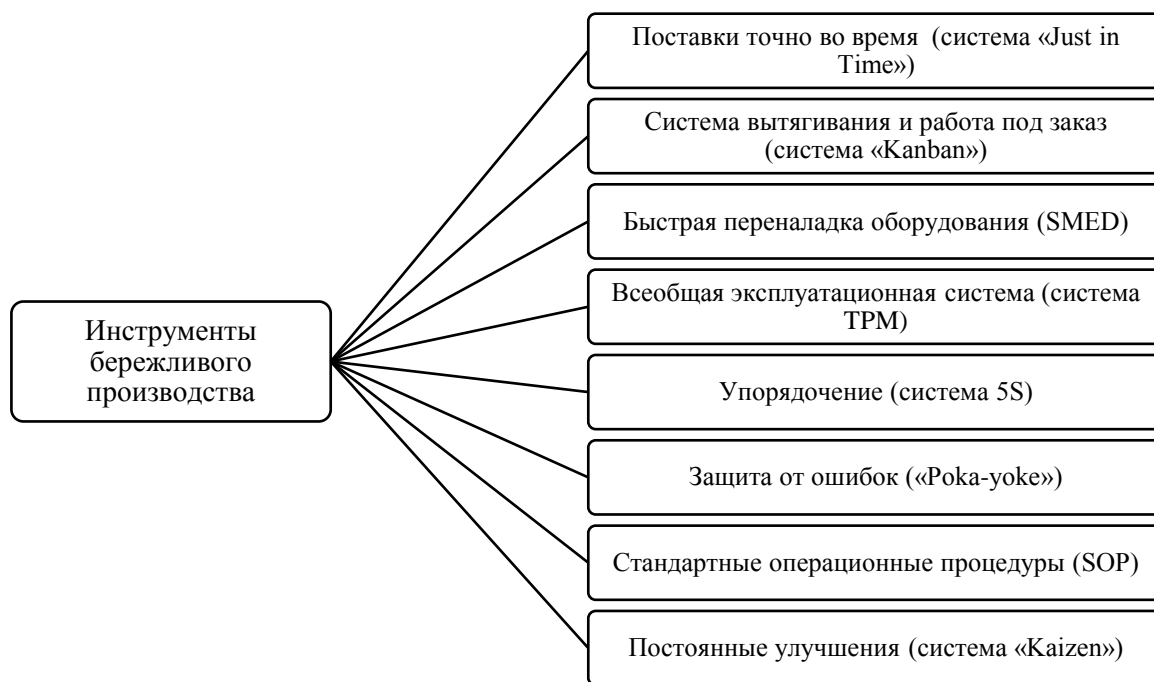 Поставки точно во время  (система «Just in
Time»)
Система вытягивания и работа под заказ
(система «Kanban»)
Быстрая переналадка оборудования (SMED)
Всеобщая эксплуатационная система (система
TPM)
Инструменты
бережливого
производства
Упорядочение (система 5S)
Защита от ошибок («Poka-yoke»)
Стандартные операционные процедуры (SOP)
Постоянные улучшения (система «Kaizen»)